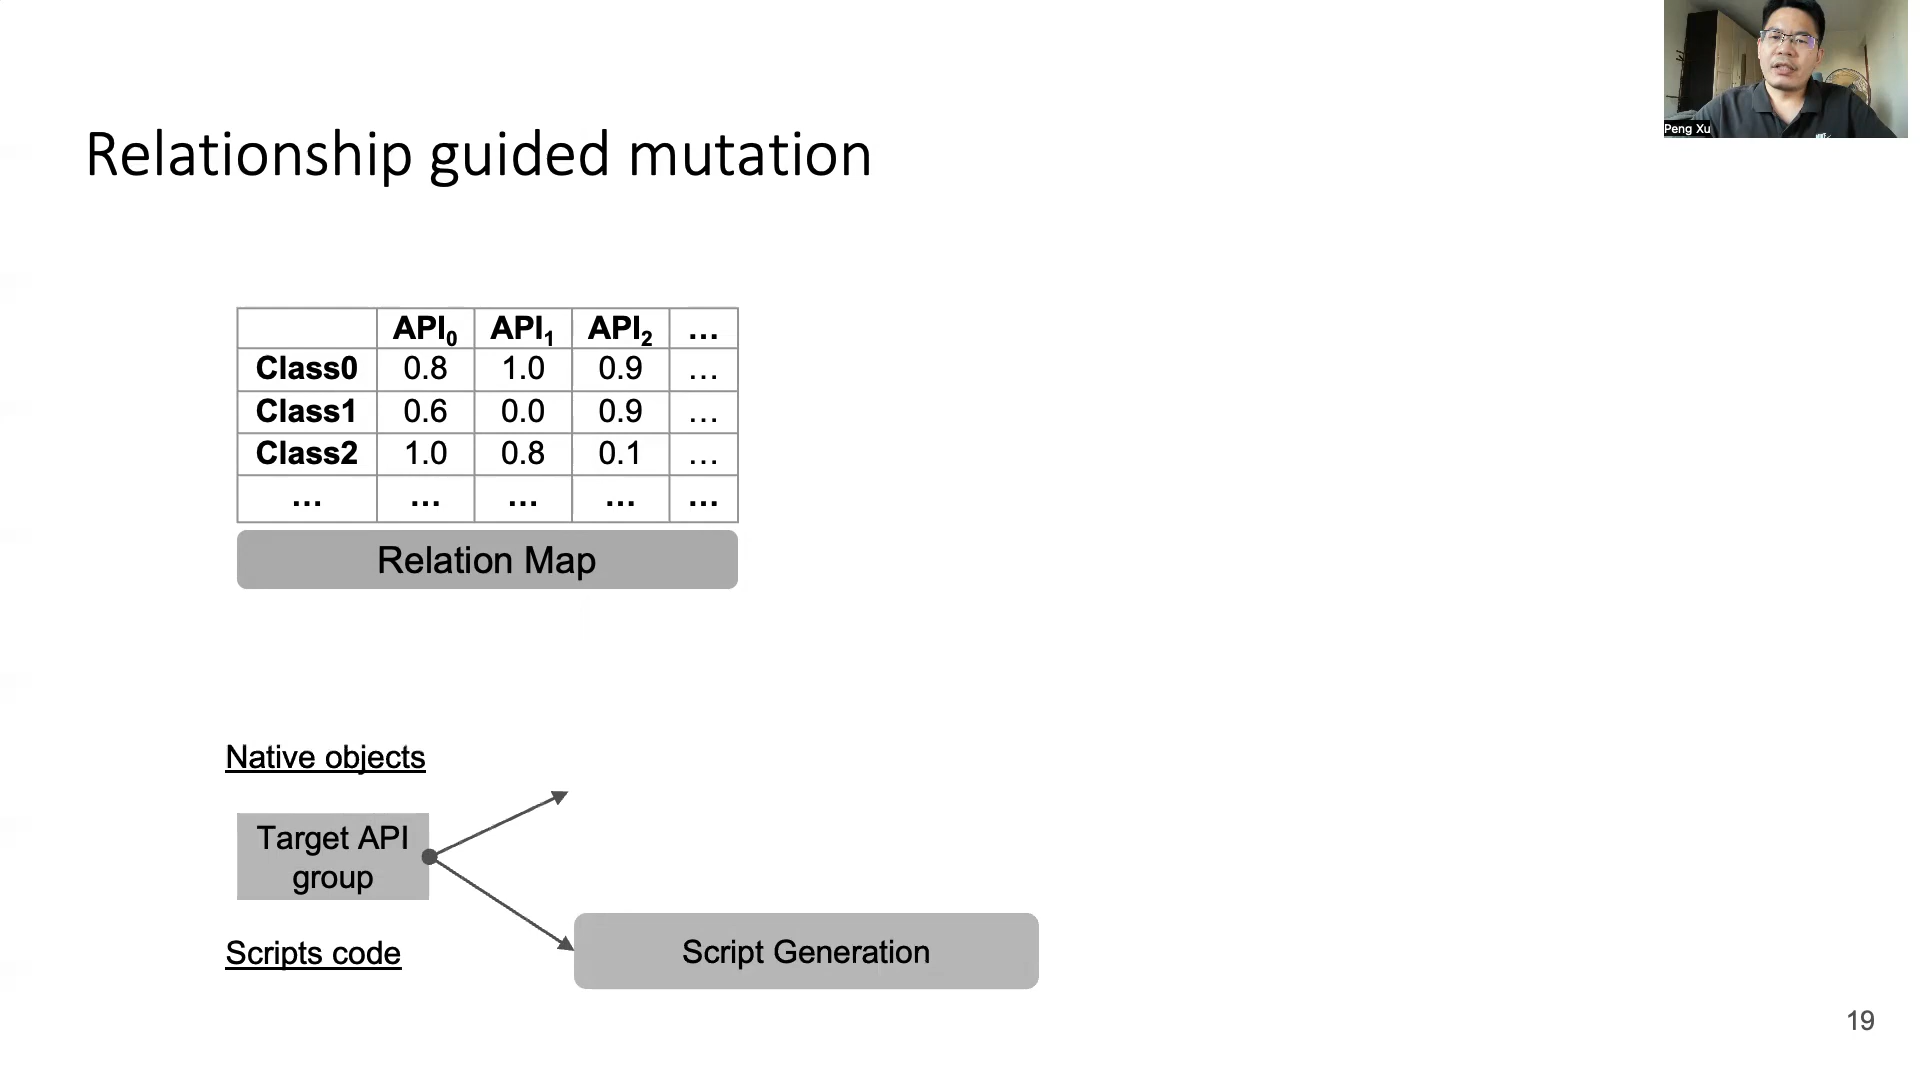 Peng Xu
Relationship guided mutation
API0 API1 API2 ...
Class0 0.8 1.0 0.9 ...
Class1 0.6 0.0 0.9 ...
Class2 1.0 0.8 0.1 ...
... ... ... ... ...
Relation Map
Native objects
Target API
group
Scripts code
Script Generation
19